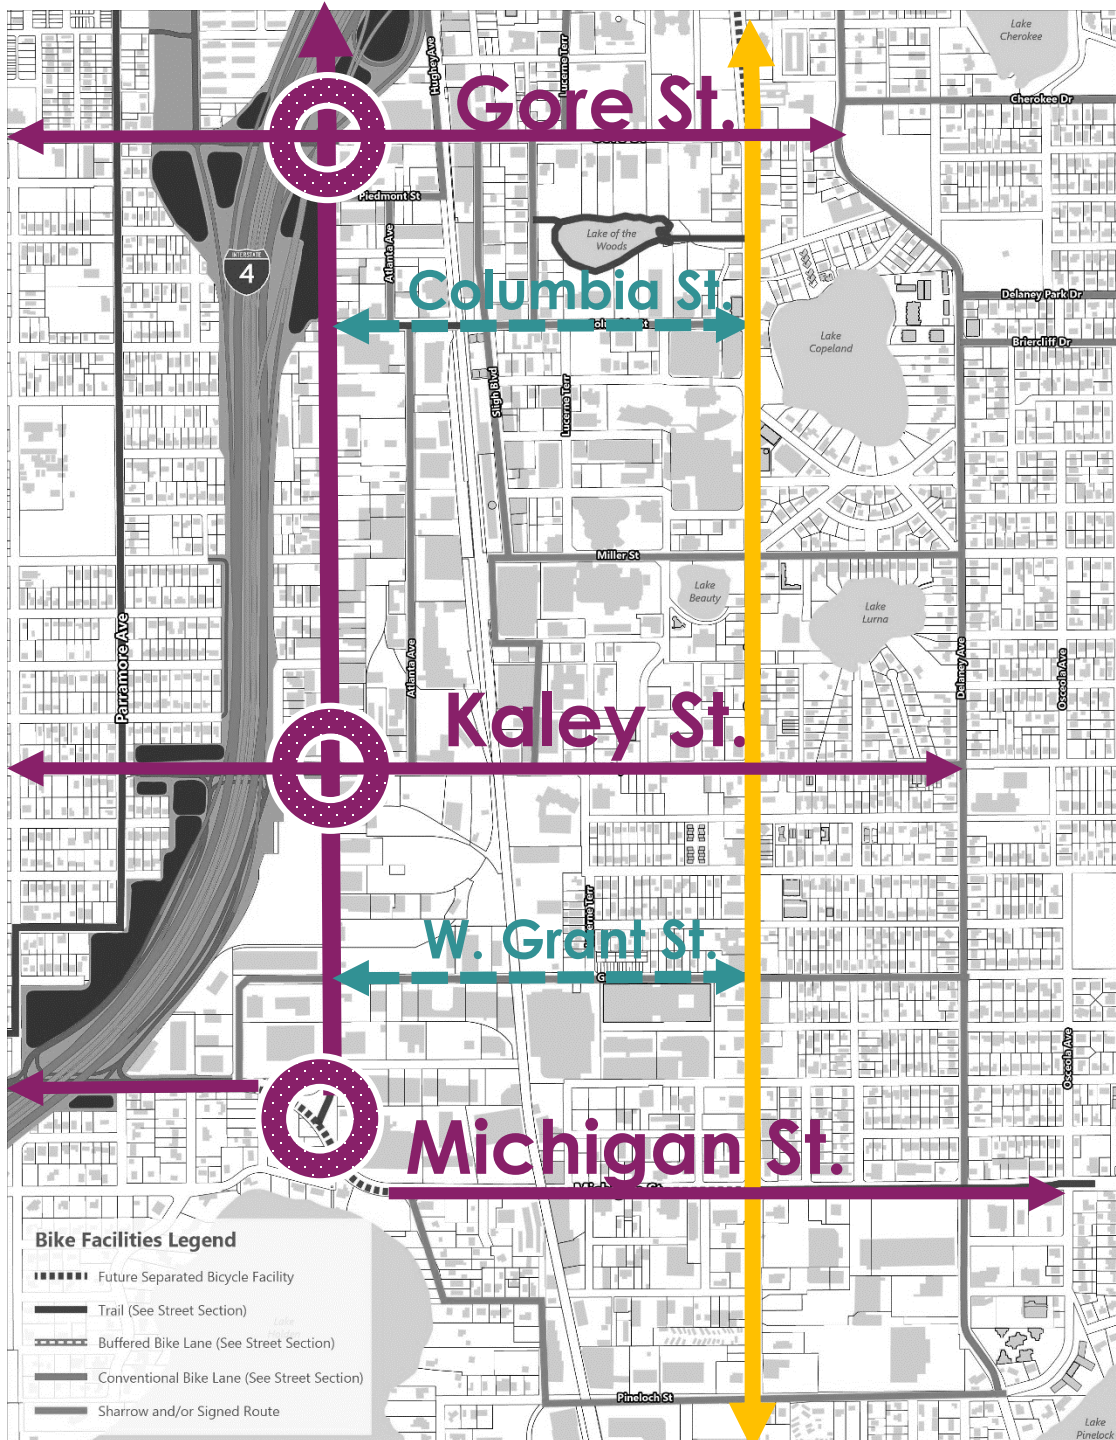 Lake
Cherokee
Hughey Ave
Lucerne Terr
Gore St.
Cherokee Dr
Piedmont St
Lake of the
Woods
Atlanta Ave
INTERSTATE
4
Columbia St.
Delaney Park Dr
Lake
Copeland
Briercliff Dr
Sligh Blvd
Lucerne Terr
Miller St
Lake
Beauty
Lake
Lurna
Parramore Ave
Atlanta Ave
Delaney Ave
Osceola Ave
Kaley St.
W. Grant St.
Osceola Ave
Michigan St.
Bike Facilities Legend
Future Separated Bicycle Facility
Trail (See Street Section)
Buffered Bike Lane (See Street Section)
Conventional Bike Lane (See Street Section)
Sharrow and/or Signed Route
Lake
Pineloch St
Lake
Pinelock